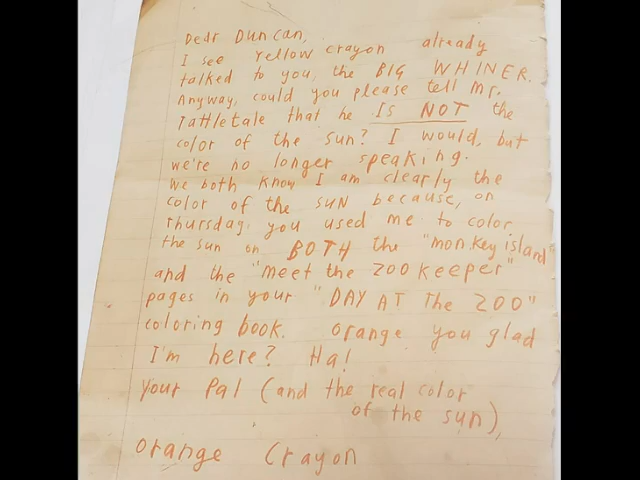 Dear Duncan,
I see Yellow crayon already
talked to you, the BIG WHINER.
Anyway, could you please tell Mr.
Tattletale that he IS NOT the
color of the sun? I would, but
we're no longer speaking.
we both know I am clearly the
color of the SUN because, on
Thursday, you used me to color
the sun on BOTH the "monkey island"
and the "meet the ZOO keeper"
pages in your "DAY AT The ZOO"
coloring book. orange you glad
I'm here? Ha!
your Pal (and the real color
of the sun),
orange Crayon